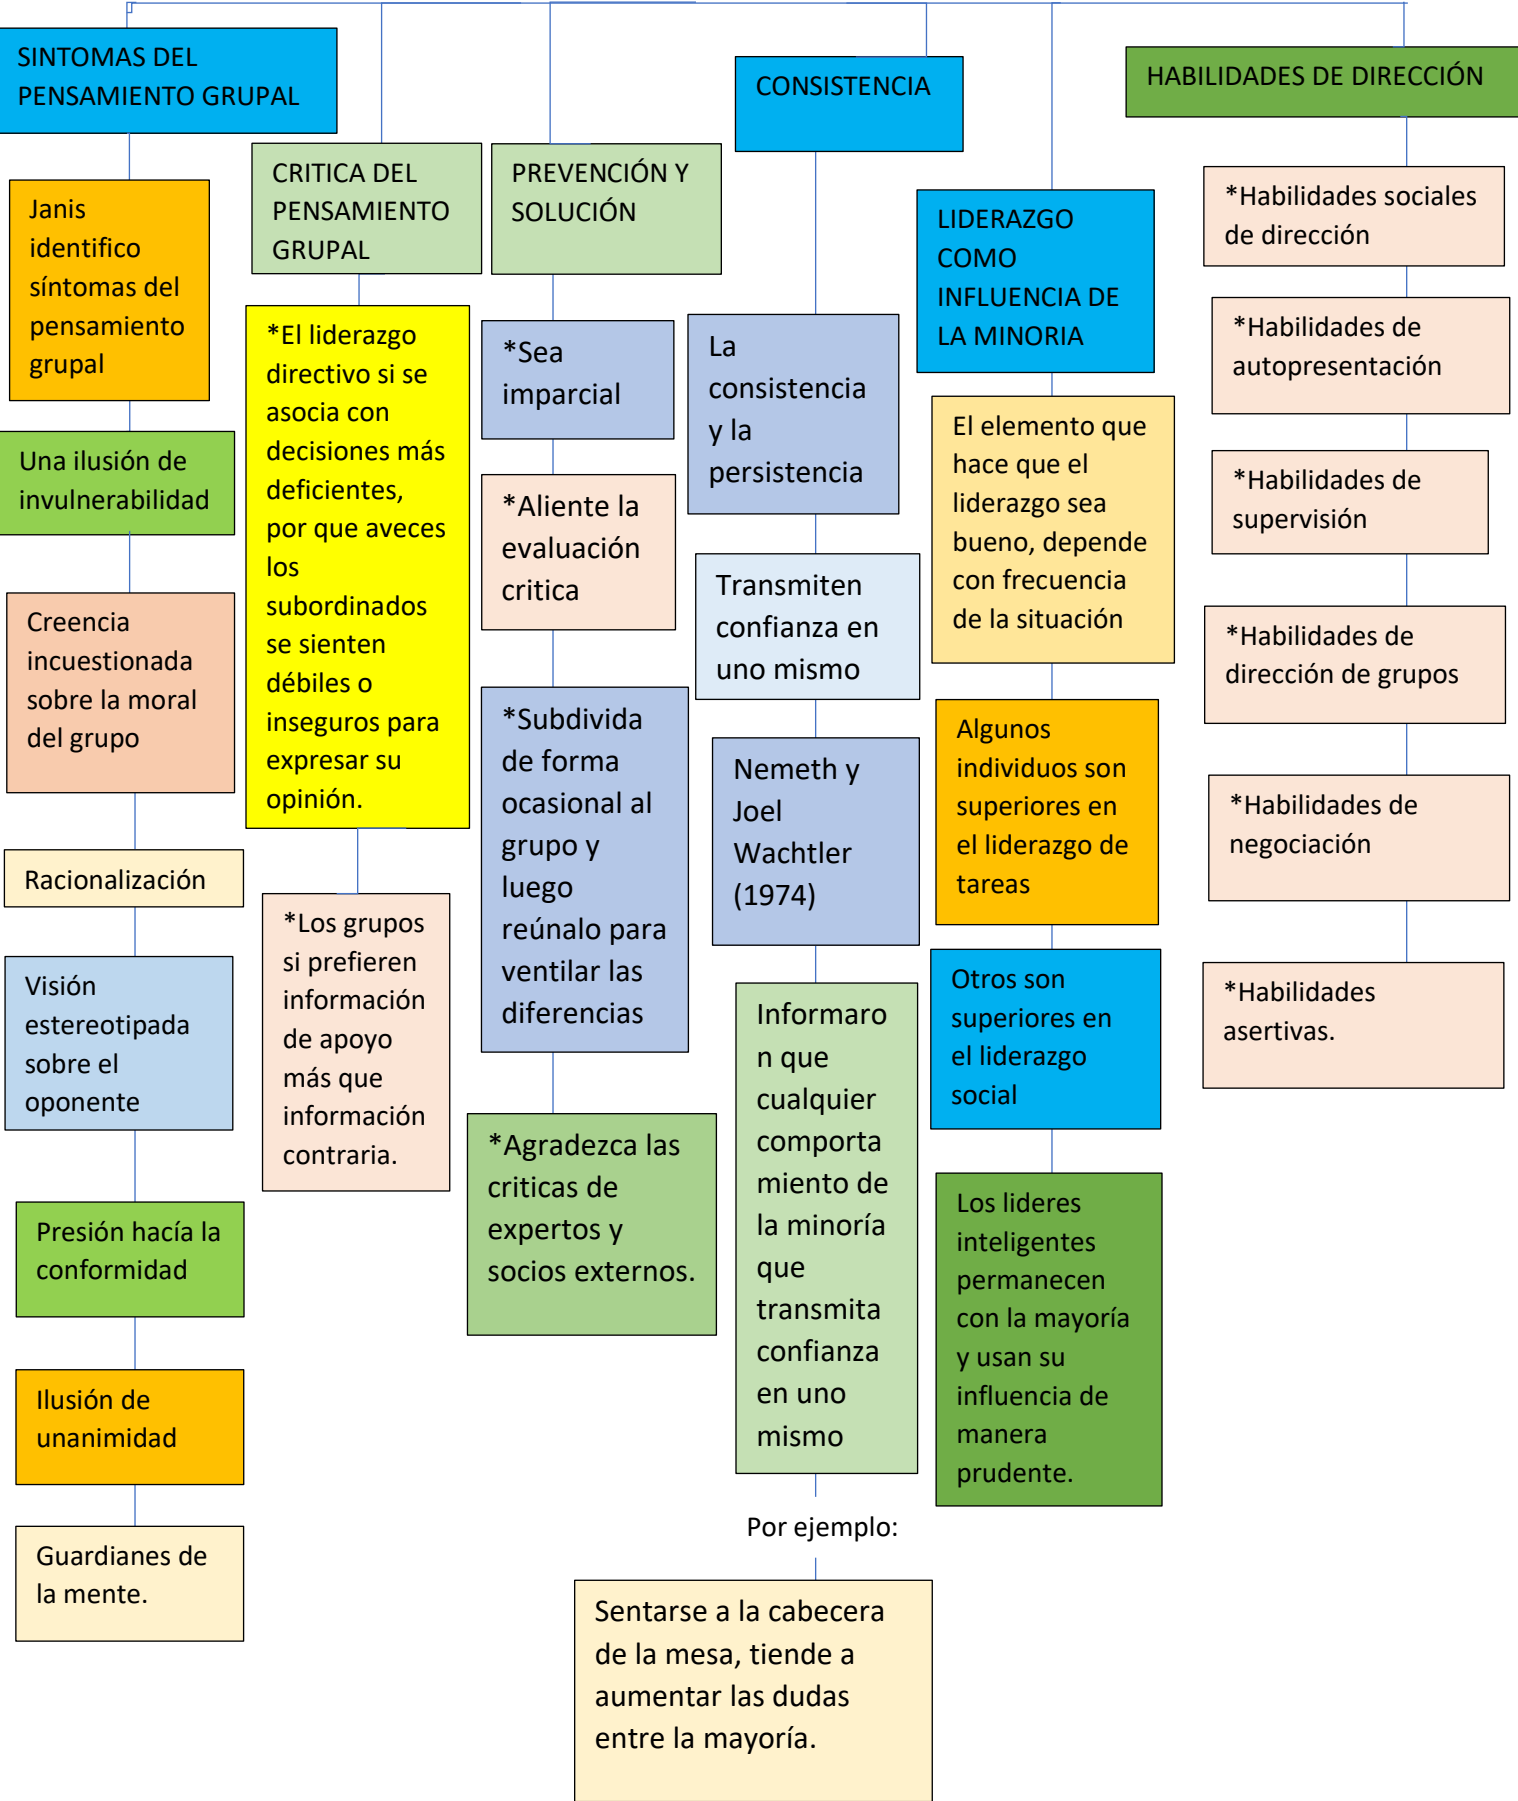 SINTOMAS DEL
PENSAMIENTO GRUPAL
Janis
identifico
síntomas del
pensamiento
grupal
Una ilusión de
invulnerabilidad
Creencia
incuestionada
sobre la moral
del grupo
Racionalización
Visión
estereotipada
sobre el
oponente
Presión hacía la
conformidad
Ilusión de
unanimidad
Guardianes de
la mente.
CRITICA DEL
PENSAMIENTO
GRUPAL
*El liderazgo
directivo si se
asocia con
decisiones más
deficientes,
por que aveces
los
subordinados
se sienten
débiles o
inseguros para
expresar su
opinión.
*Los grupos
si prefieren
información
de apoyo
más que
información
contraria.
PREVENCIÓN Y
SOLUCIÓN
*Sea
imparcial
*Aliente la
evaluación
critica
*Subdivida
de forma
ocasional al
grupo y
luego
reúnalo para
ventilar las
diferencias
*Agradezca las
criticas de
expertos y
socios externos.
CONSISTENCIA
La
consistencia
y la
persistencia
Transmiten
confianza en
uno mismo
Nemeth y
Joel
Wachtler
(1974)
Informaro
n que
cualquier
comporta
miento de
la minoría
que
transmita
confianza
en uno
mismo
Por ejemplo:
Sentarse a la cabecera
de la mesa, tiende a
aumentar las dudas
entre la mayoría.
LIDERAZGO
COMO
INFLUENCIA DE
LA MINORIA
El elemento que
hace que el
liderazgo sea
bueno, depende
con frecuencia
de la situación
Algunos
individuos son
superiores en
el liderazgo de
tareas
Otros son
superiores en
el liderazgo
social
Los lideres
inteligentes
permanecen
con la mayoría
y usan su
influencia de
manera
prudente.
HABILIDADES DE DIRECCIÓN
*Habilidades sociales
de dirección
*Habilidades de
autopresentación
*Habilidades de
supervisión
*Habilidades de
dirección de grupos
*Habilidades de
negociación
*Habilidades
asertivas.